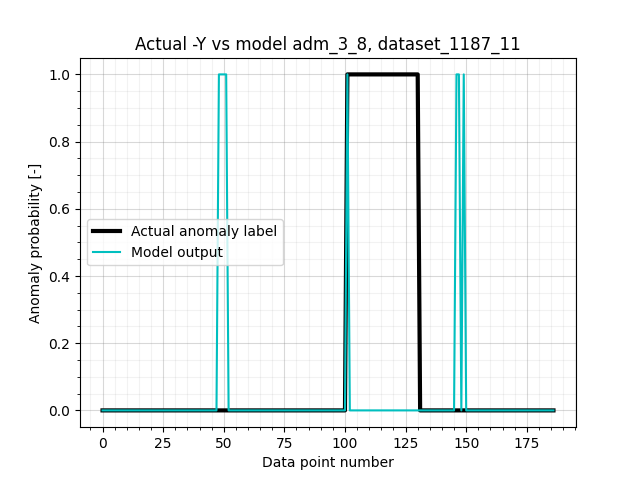 Actual -Y vs model adm_3_8, dataset_1187_11
1.0
0.8
0.6
0.4
0.2
0.0
Anomaly probability [-]
Actual anomaly label
Model output
0 25 50 75 100 125 150 175
Data point number